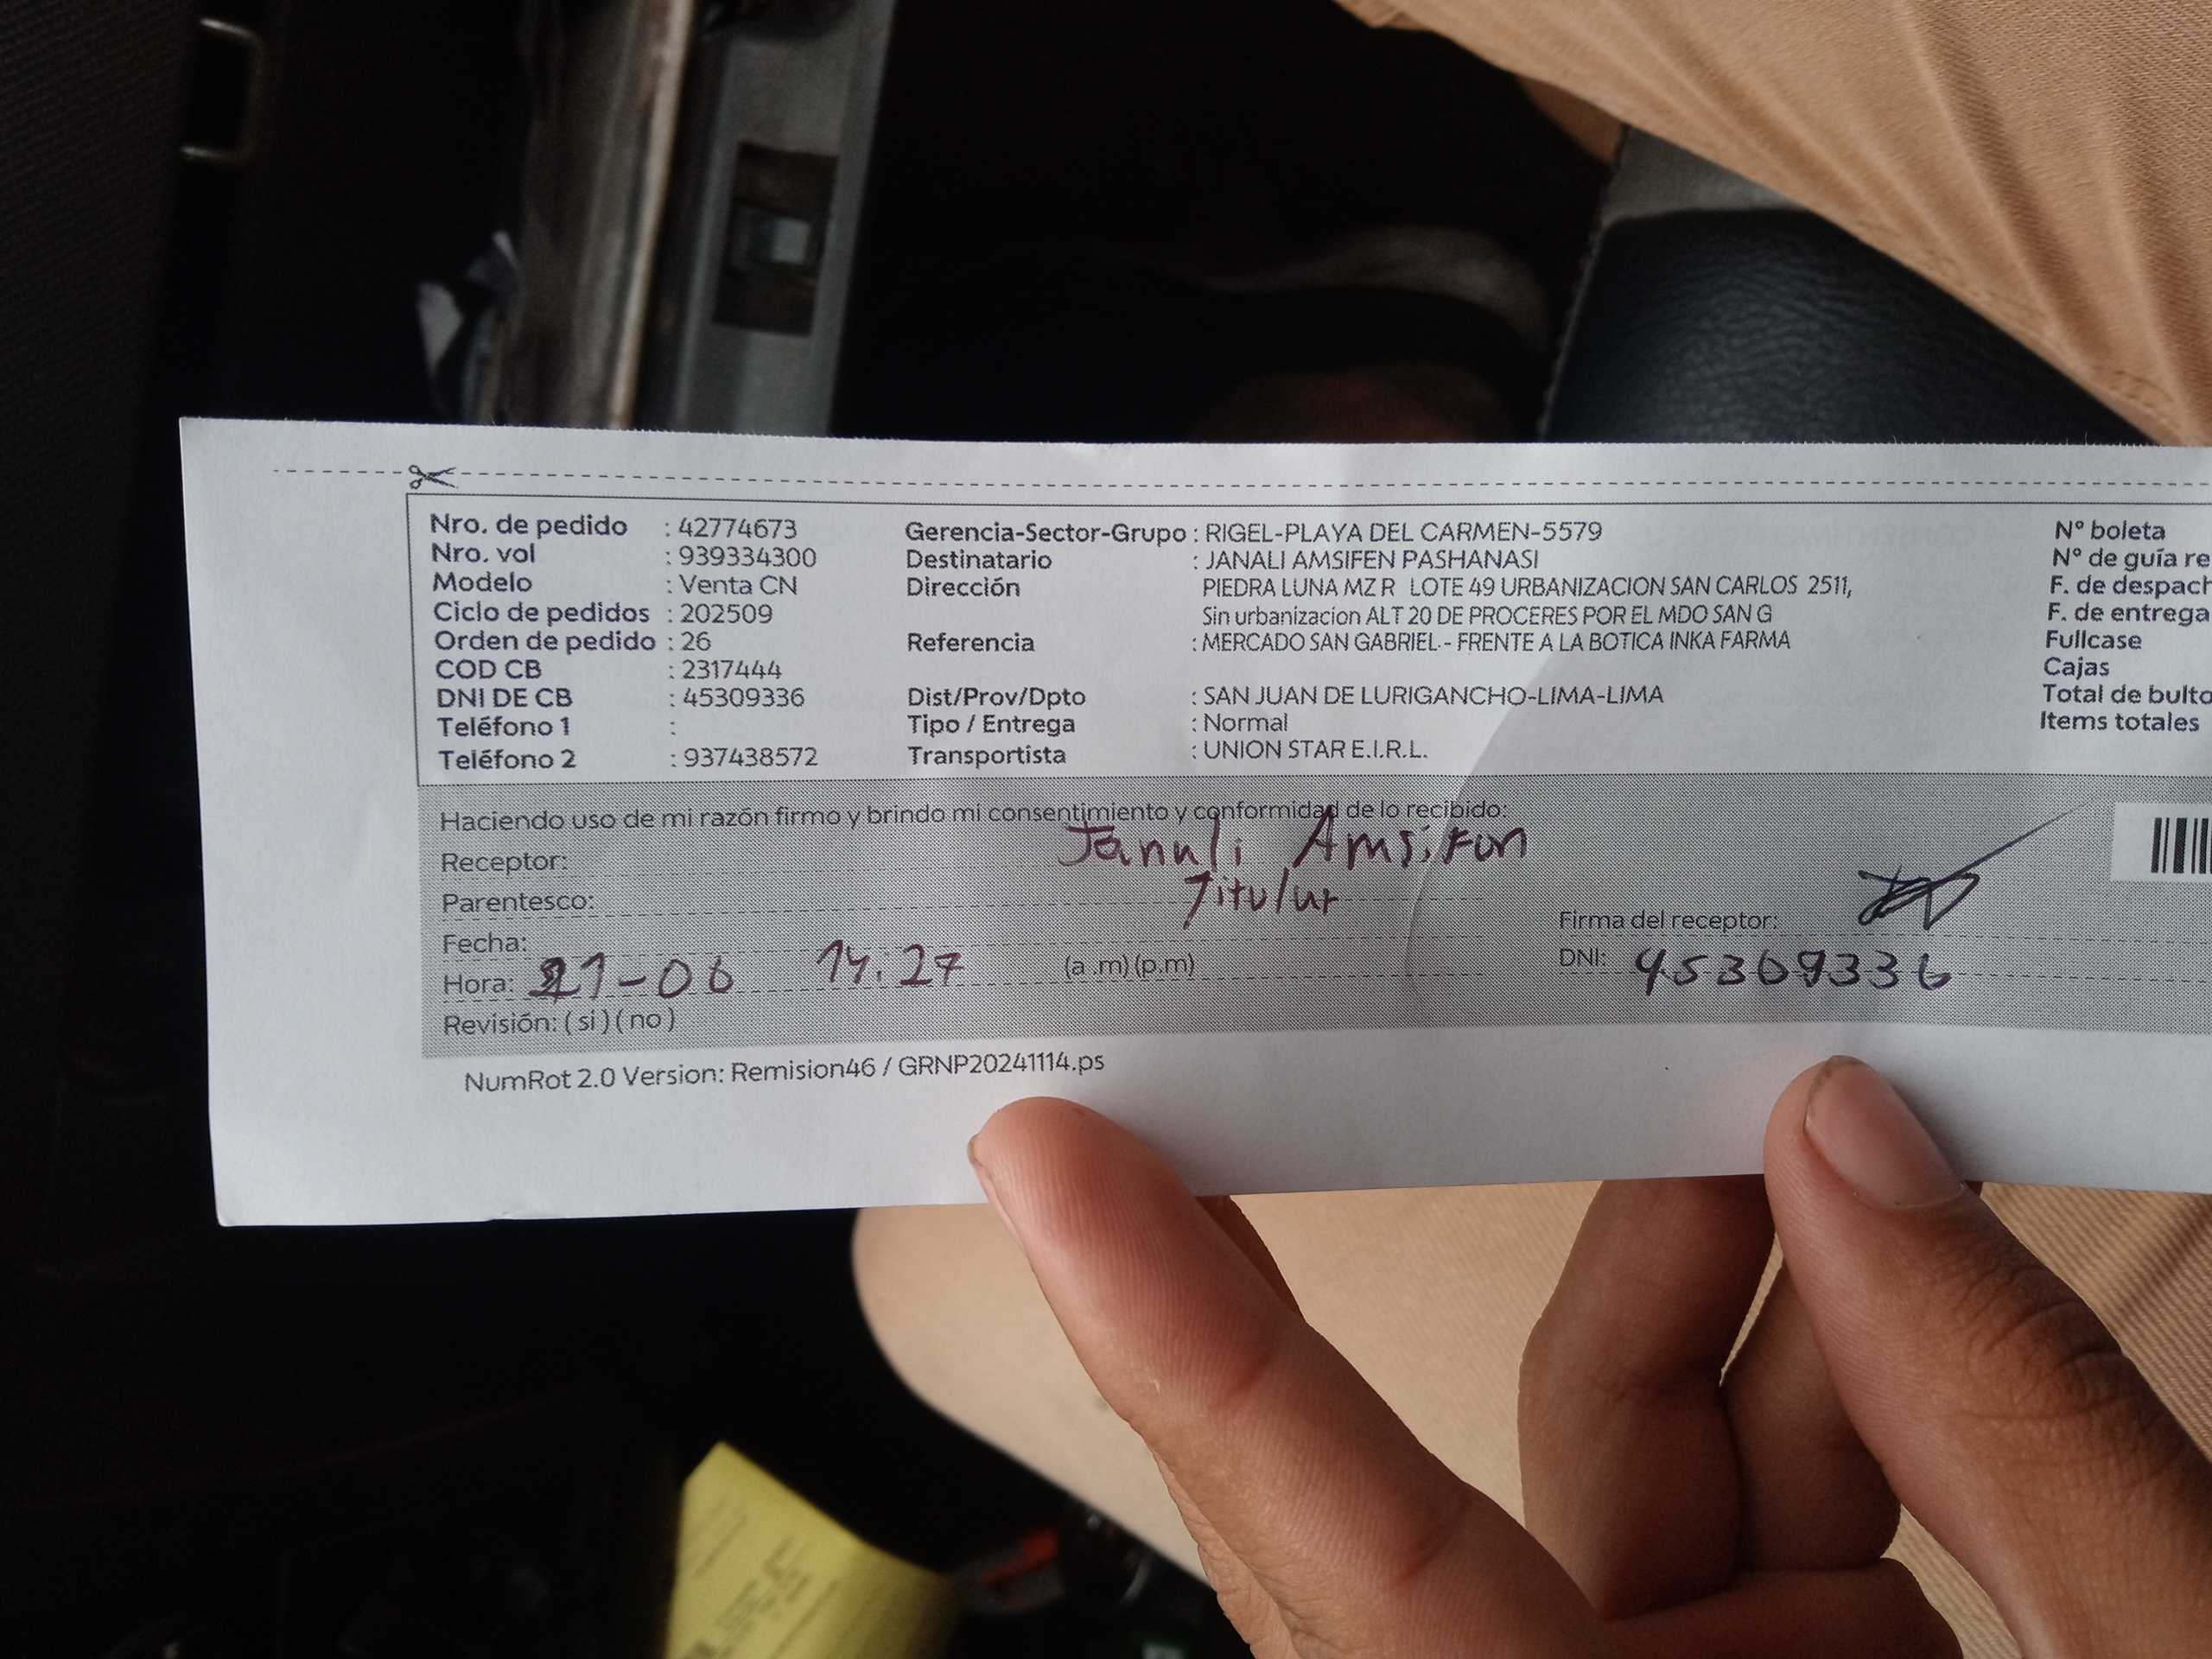 Nro. de pedido : 42774673
Nro. vol : 939334300
Modelo : Venta CN
Ciclo de pedidos : 202509
Orden de pedido : 26
COD CB : 2317444
DNI DE CB : 45309336
Teléfono 1 :
Teléfono 2 : 937438572
Gerencia-Sector-Grupo : RIGEL-PLAYA DEL CARMEN-5579
Destinatario : JANALI AMSIFEN PASHANASI
Dirección PIEDRA LUNA MZ R LOTE 49 URBANIZACION SAN CARLOS 2511,
Sin urbanizacion ALT 20 DE PROCERES POR EL MDO SAN G
Referencia : MERCADO SAN GABRIEL.- FRENTE A LA BOTICA INKA FARMA
Dist/Prov/Dpto : SAN JUAN DE LURIGANCHO-LIMA-LIMA
Tipo / Entrega : Normal
Transportista : UNION STAR E.I.R.L.
Nº boleta
Nº de guía re
F. de despach
F. de entrega
Fullcase
Cajas
Total de bulto
Items totales
Haciendo uso de mi razón firmo y brindo mi consentimiento y conformidad de lo recibido:
Receptor: Janali Amsifen
Parentesco: Titular
Fecha:
Hora: 21-06 14:27 (a .m) (p.m)
Revisión: ( si ) ( no )
Firma del receptor:
DNI: 45309336
NumRot 2.0 Version: Remision46 / GRNP20241114.ps